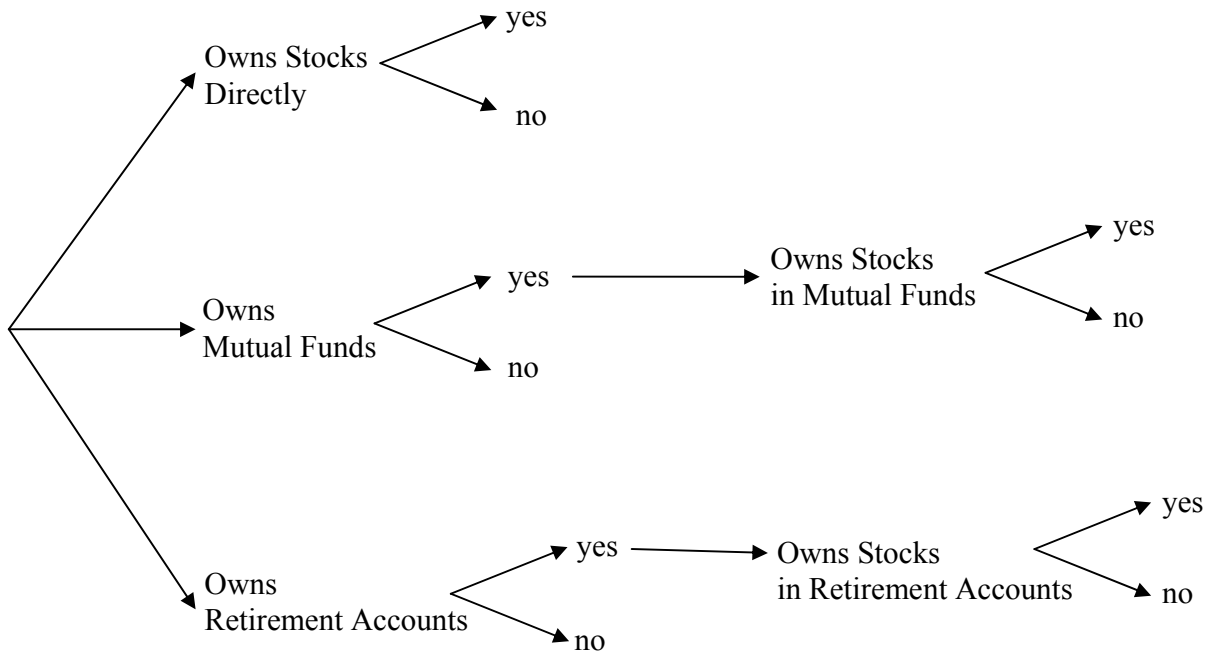 yes
Owns Stocks
Directly
no
yes
Owns Stocks
in Mutual Funds
yes
no
Owns
Mutual Funds
no
yes
Owns Stocks
in Retirement Accounts
yes
no
Owns
Retirement Accounts
no